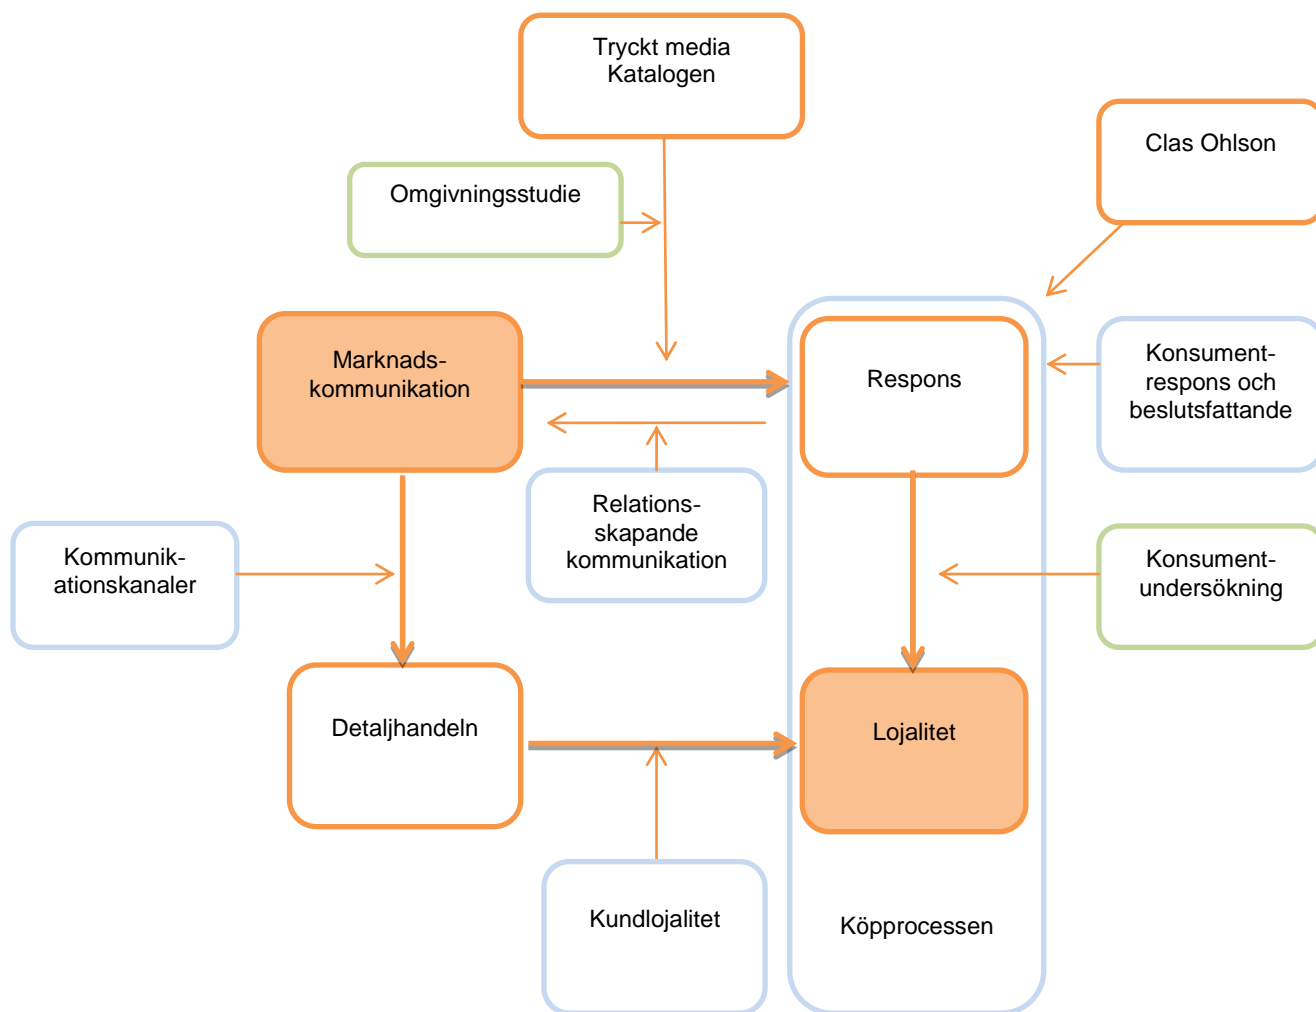 Tryckt media
Katalogen
Clas Ohlson
Omgivningsstudie
Marknads-
kommunikation
Respons
Konsument-
respons och
beslutsfattande
Relations-
skapande
kommunikation
Kommunik-
ationskanaler
Konsument-
undersökning
Detaljhandeln
Lojalitet
Kundlojalitet
Köpprocessen